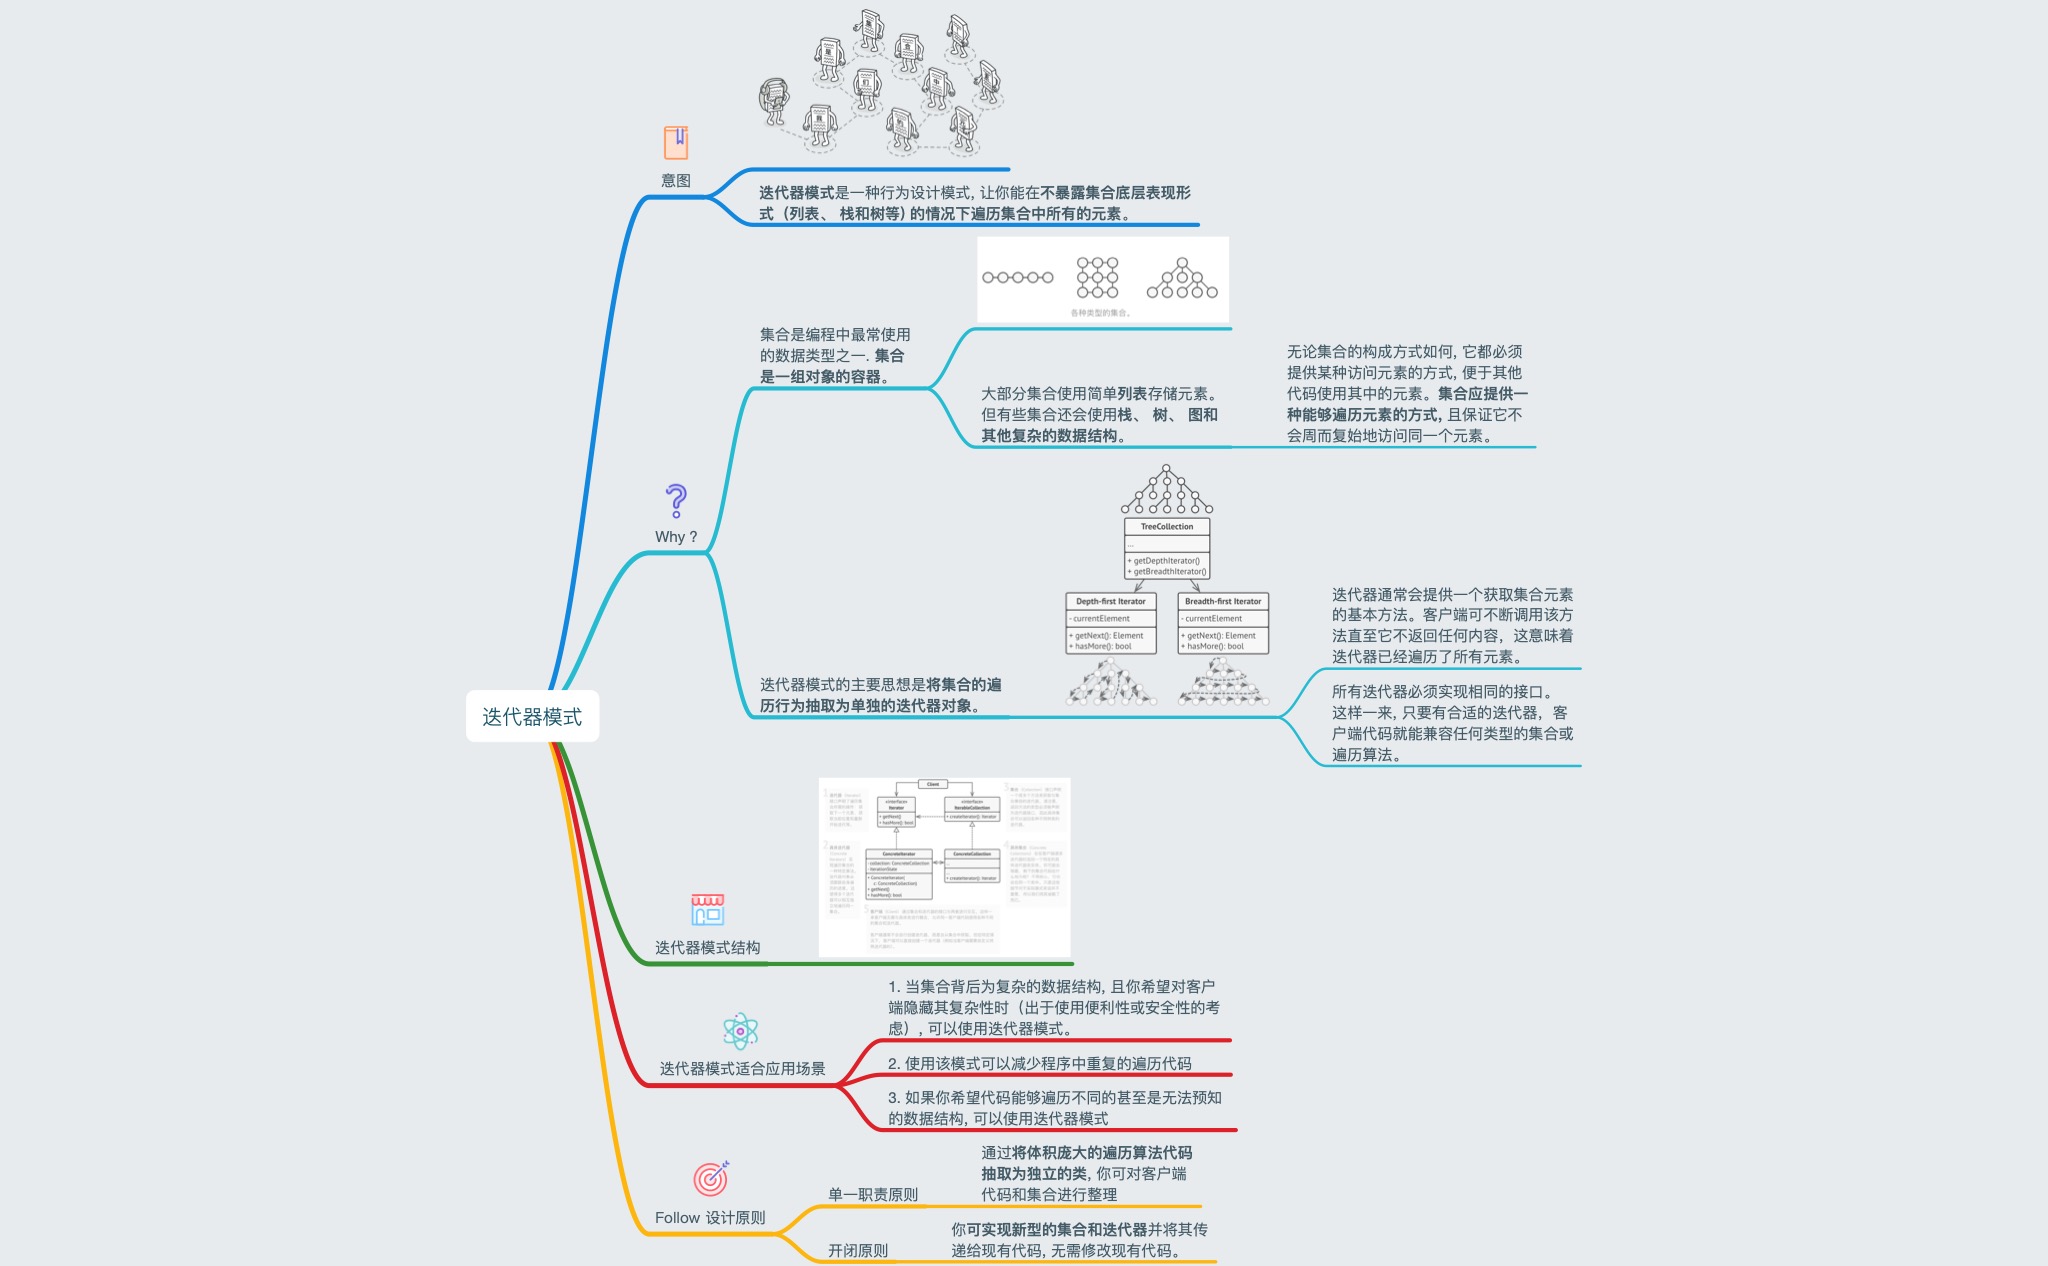 意图
迭代器模式是一种行为设计模式, 让你能在不暴露集合底层表现形
式（列表、 栈和树等) 的情况下遍历集合中所有的元素。
各种类型的集合。
集合是编程中最常使用
的数据类型之一. 集合
是一组对象的容器。
大部分集合使用简单列表存储元素。
但有些集合还会使用栈、 树、 图和
其他复杂的数据结构。
无论集合的构成方式如何, 它都必须
提供某种访问元素的方式, 便于其他
代码使用其中的元素。集合应提供一
种能够遍历元素的方式, 且保证它不
会周而复始地访问同一个元素。
Why ?
TreeCollection
...
+ getDepthIterator()
+ getBreadthIterator()
Depth-first Iterator
- currentElement
+ getNext(): Element
+ hasMore(): bool
Breadth-first Iterator
- currentElement
+ getNext(): Element
+ hasMore(): bool
迭代器模式的主要思想是将集合的遍
历行为抽取为单独的迭代器对象。
迭代器通常会提供一个获取集合元素
的基本方法。客户端可不断调用该方
法直至它不返回任何内容，这意味着
迭代器已经遍历了所有元素。
所有迭代器必须实现相同的接口。
这样一来, 只要有合适的迭代器，客
户端代码就能兼容任何类型的集合或
遍历算法。
迭代器模式
Client
«interface»
Iterator
+ getNext()
+ hasMore(): bool
«interface»
IterableCollection
+ createIterator(): Iterator
ConcreteIterator
- collection: ConcreteCollection
- iterationState
+ ConcreteIterator(
c: ConcreteCollection)
+ getNext()
+ hasMore(): bool
ConcreteCollection
...
+ createIterator(): Iterator
迭代器模式结构
1. 当集合背后为复杂的数据结构, 且你希望对客户
端隐藏其复杂性时（出于使用便利性或安全性的考
虑）, 可以使用迭代器模式。
迭代器模式适合应用场景
2. 使用该模式可以减少程序中重复的遍历代码
3. 如果你希望代码能够遍历不同的甚至是无法预知
的数据结构, 可以使用迭代器模式
Follow 设计原则
单一职责原则
通过将体积庞大的遍历算法代码
抽取为独立的类, 你可对客户端
代码和集合进行整理
开闭原则
你可实现新型的集合和迭代器并将其传
递给现有代码, 无需修改现有代码。